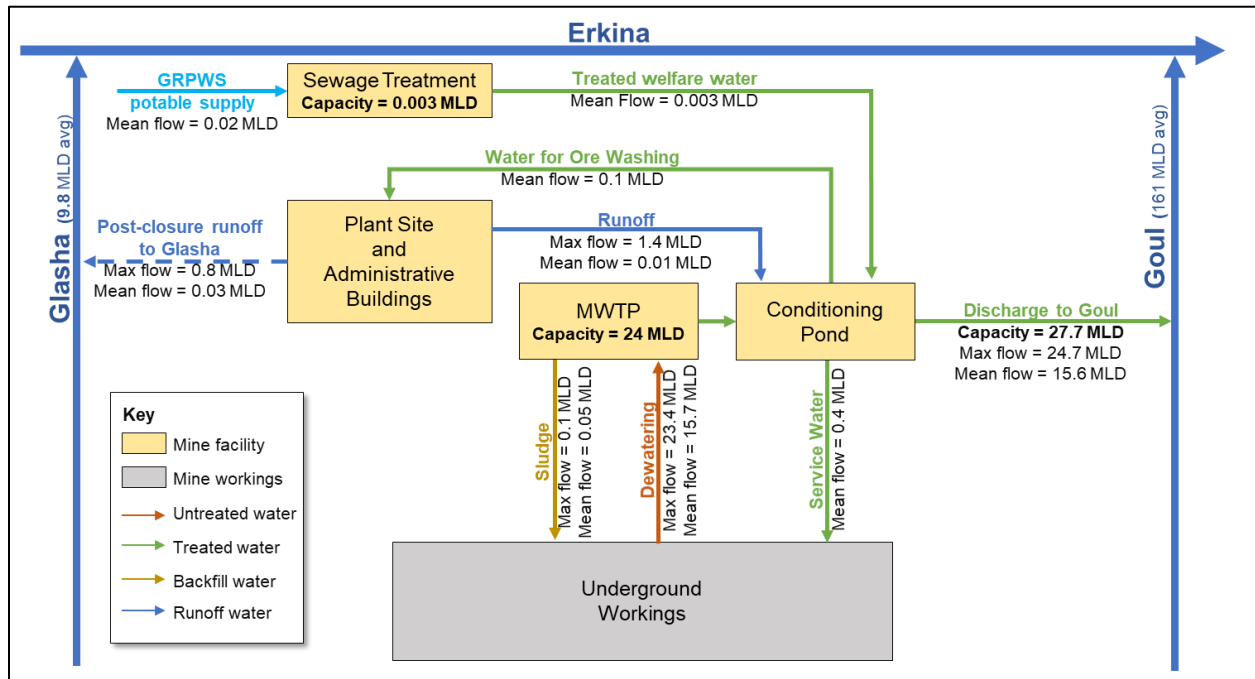 Erkina
Glasha (9.8 MLD avg)
GRPWS
potable supply
Mean flow = 0.02 MLD
Sewage Treatment
Capacity = 0.003 MLD
Treated welfare water
Mean Flow = 0.003 MLD
Water for Ore Washing
Mean flow = 0.1 MLD
Post-closure runoff
to Glasha
Max flow = 0.8 MLD
Mean flow = 0.03 MLD
Plant Site
and
Administrative
Buildings
Runoff
Max flow = 1.4 MLD
Mean flow = 0.01 MLD
MWTP
Capacity = 24 MLD
Conditioning
Pond
Discharge to Goul
Capacity = 27.7 MLD
Max flow = 24.7 MLD
Mean flow = 15.6 MLD
Goul (161 MLD avg)
Sludge
Max flow = 0.1 MLD
Mean flow = 0.05 MLD
Dewatering
Max flow = 23.4 MLD
Mean flow = 15.7 MLD
Service Water
Mean flow = 0.4 MLD
Underground
Workings
Key
Mine facility
Mine workings
Untreated water
Treated water
Backfill water
Runoff water